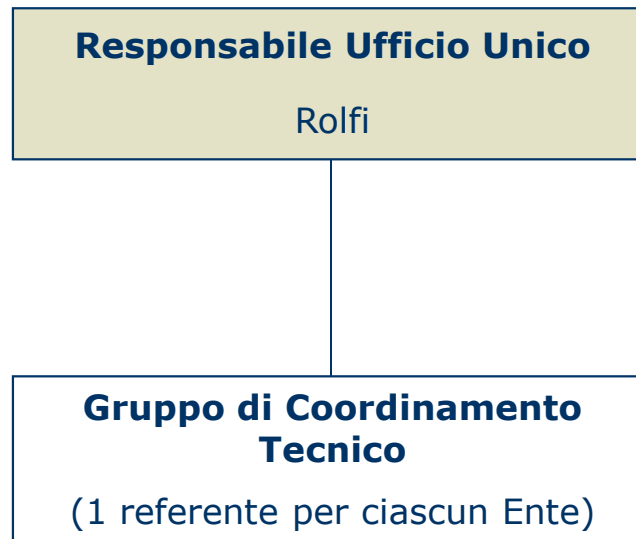 Responsabile Ufficio Unico
Rolfi
Gruppo di Coordinamento
Tecnico
(1 referente per ciascun Ente)